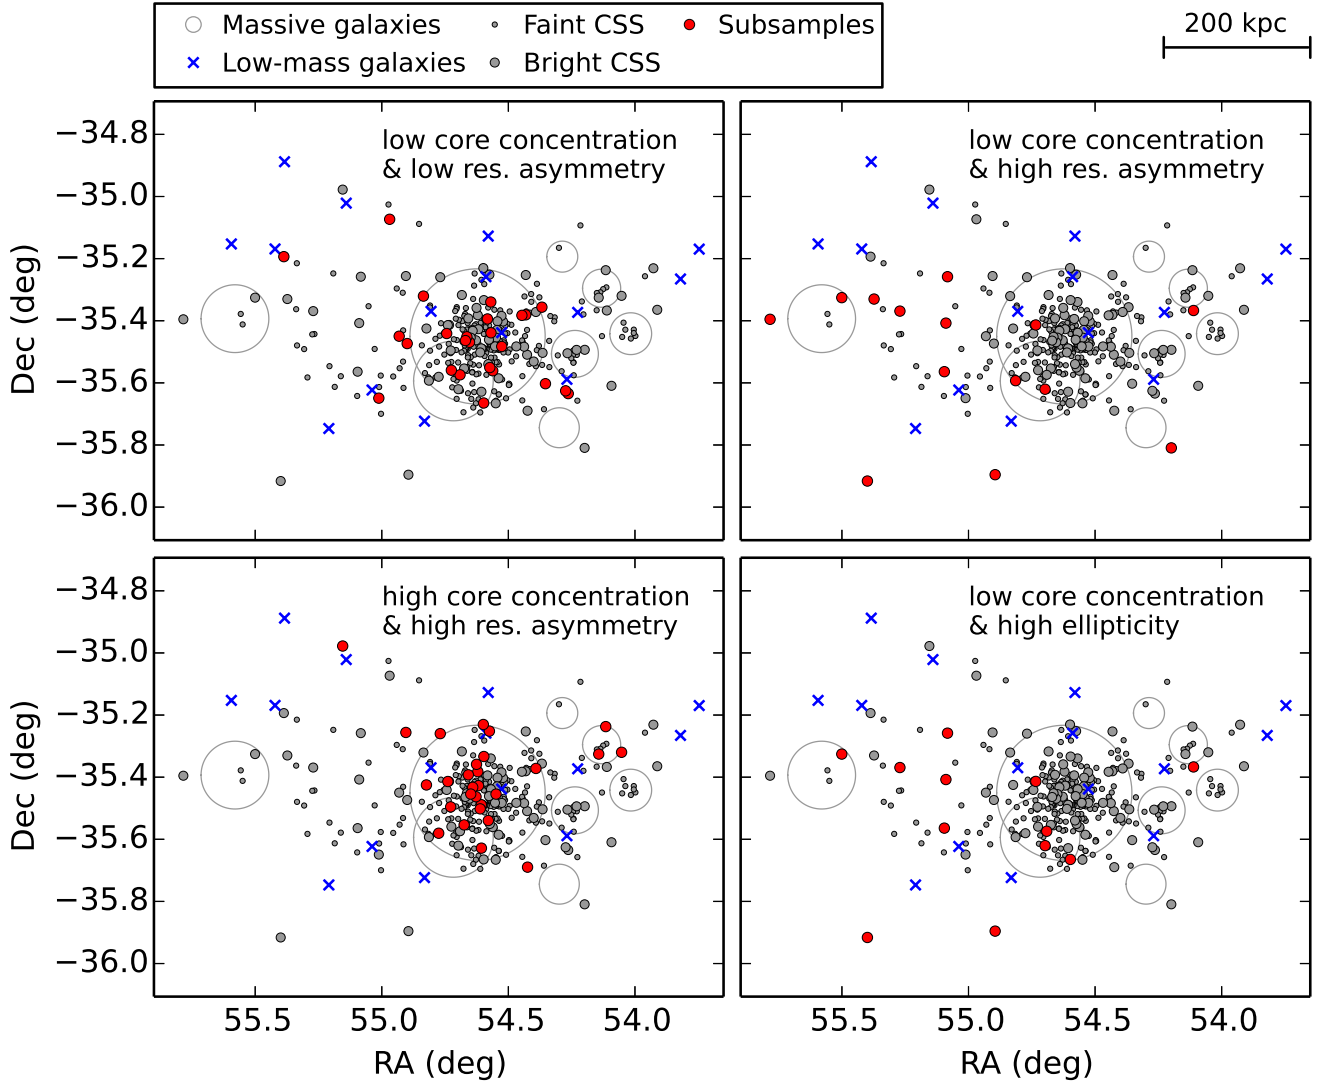 Massive galaxies
Faint CSS
Subsamples
Low-mass galaxies
Bright CSS
200 kpc
low core concentration
& low res. asymmetry
low core concentration
& high res. asymmetry
−34.8
−35.0
−35.2
−35.4
−35.6
−35.8
−36.0
Dec (deg)
high core concentration
& high res. asymmetry
low core concentration
& high ellipticity
−34.8
−35.0
−35.2
−35.4
−35.6
−35.8
−36.0
Dec (deg)
55.5 55.0 54.5 54.0
RA (deg)
55.5 55.0 54.5 54.0
RA (deg)